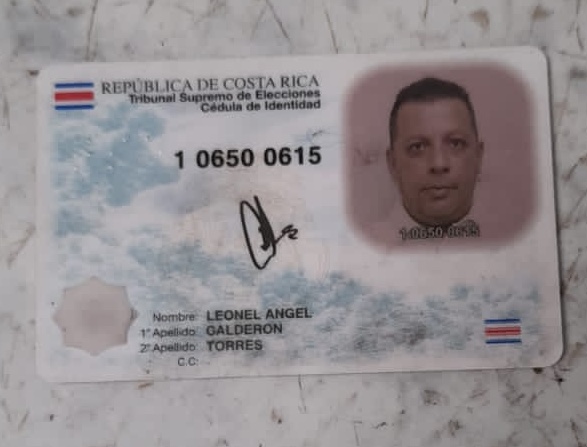 REPÚBLICA DE COSTA RICA
Tribunal Supremo de Elecciones
Cédula de Identidad
1 0650 0615
1-0650-0615
Nombre: LEONEL ANGEL
1° Apellido: CALDERON
2° Apellido: TORRES
C.C: